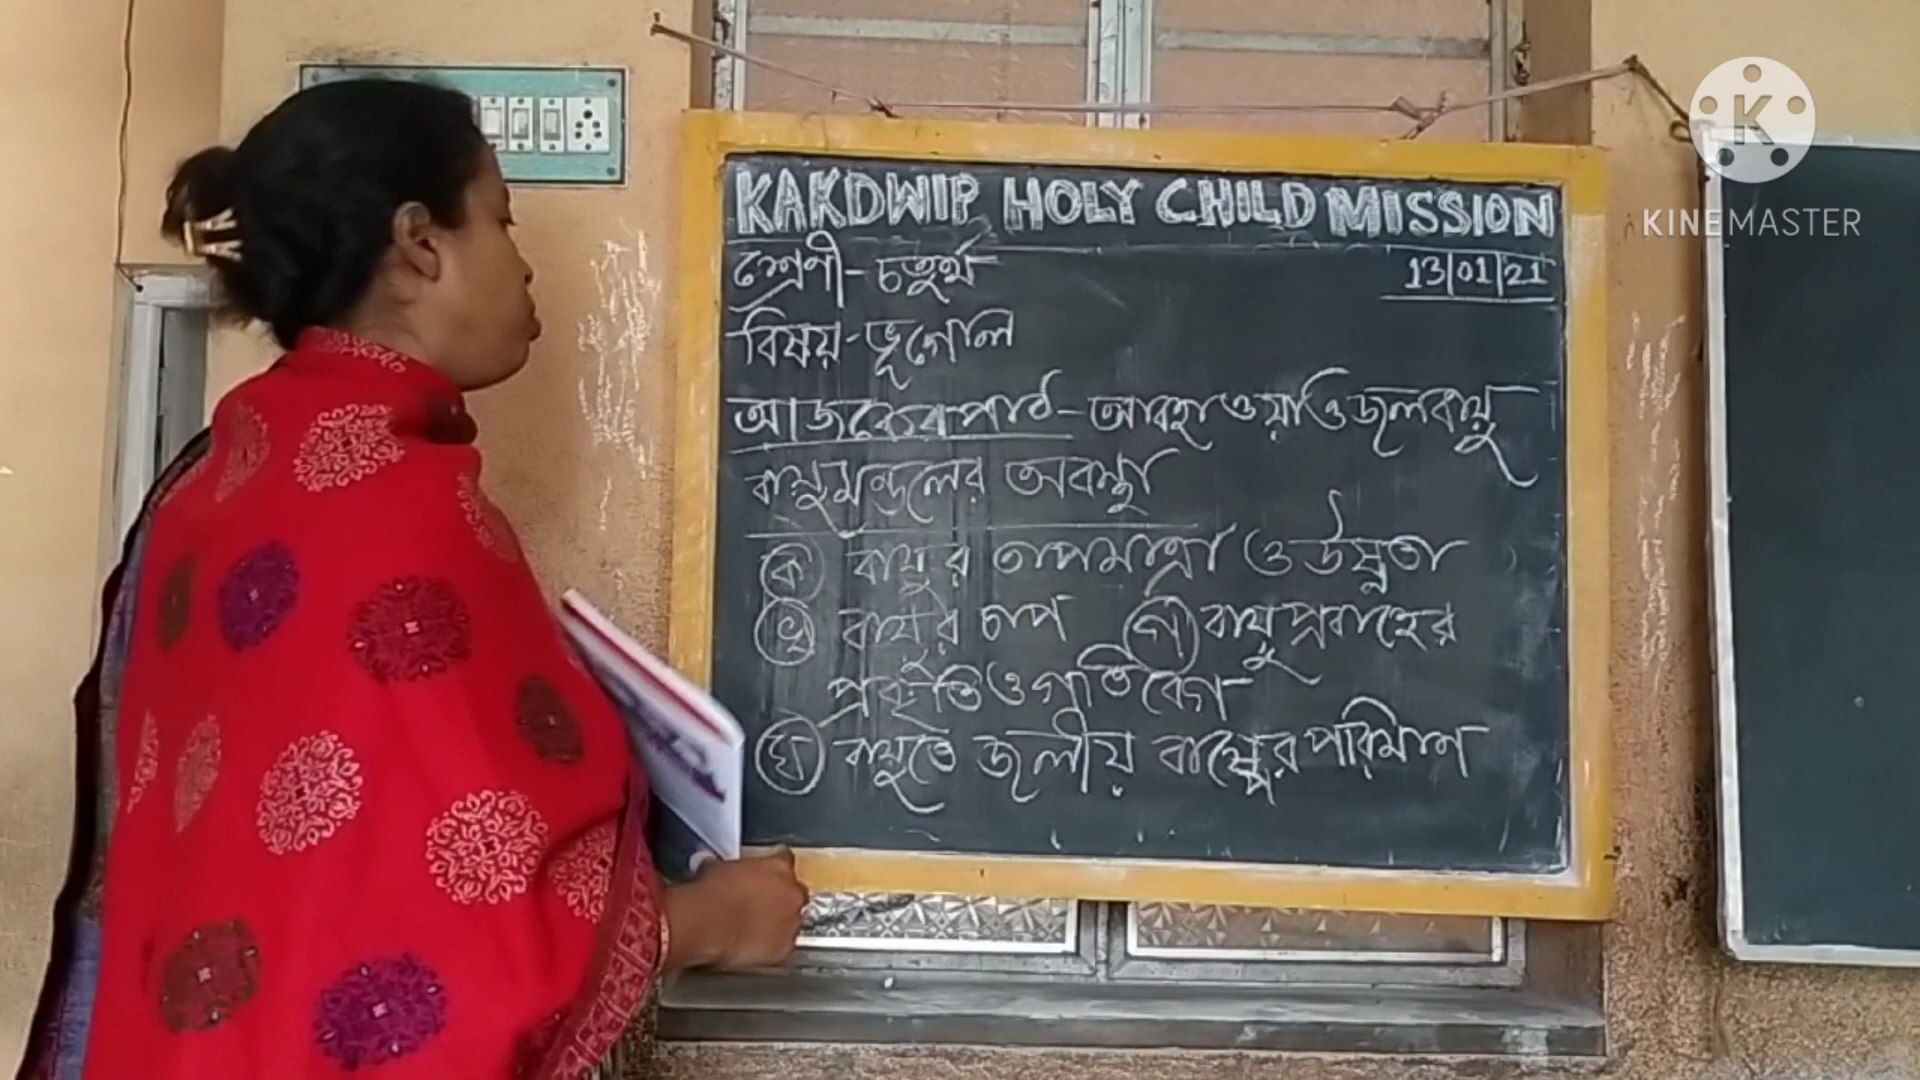 KAKDWIP HOLY CHILD MISSION
শ্রেণী - চতুর্থ
13/01/21
বিষয় - ভূগোল
আজকের পাঠ - আবহাওয়া ও জলবায়ু
বায়ুমন্ডলের অবস্থা
ক বায়ুর তাপমাত্রা ও উষ্ণতা
খ বায়ুর চাপ গ বায়ু প্রবাহের
প্রকৃতি ও গতিবেগ
ঘ বায়ুতে জলীয় বাষ্পের পরিমাণ
K
KINEMASTER